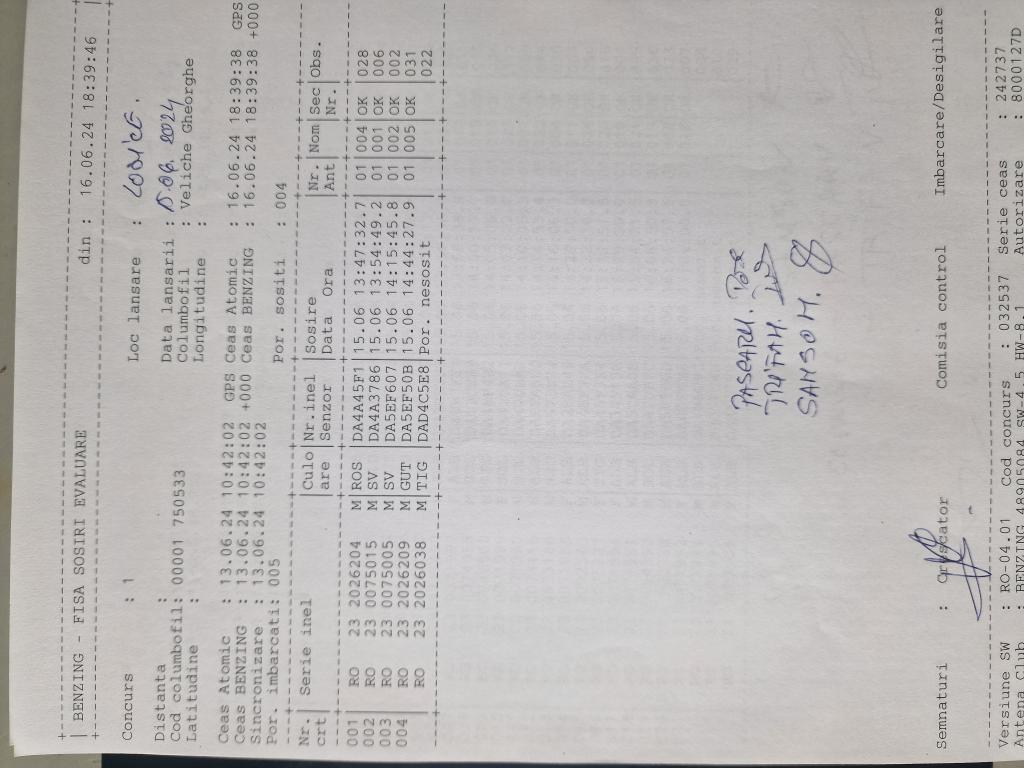 | BENZING - FISA SOSIRI EVALUARE din : 16.06.24 18:39:46 |
Concurs : 1 Loc lansare :
Distanta : Data lansarii : 15.06.2024
Cod columbofil: 00001 750533 Columbofil : Veliche Gheorghe
Latitudine : Longitudine :
Ceas Atomic : 13.06.24 10:42:02 GPS Ceas Atomic : 16.06.24 18:39:38 GPS
Ceas BENZING : 13.06.24 10:42:02 +000 Ceas BENZING : 16.06.24 18:39:38 +000
Sincronizare : 13.06.24 10:42:02
Por. imbarcati: 005 Por. sositi : 004
Nr. | Serie inel |Culo|Nr.inel |Sosire |Nr. |Nom |Sec|Obs.
crt | |are |Senzor |Data Ora |Ant | |Nr.|
001 | RO 23 2026204 M ROS |DA4A45F1|15.06 13:47:32.7| 01|004|OK |028
002 | RO 23 0075015 M SV |DA4A3786|15.06 13:54:49.2| 01|001|OK |006
003 | RO 23 0075005 M SV |DA5EF607|15.06 14:15:45.8| 01|002|OK |002
004 | RO 23 2026209 M GUT |DA5EF50B|15.06 14:44:27.9| 01|005|OK |031
| RO 23 2026038 M TIG |DAD4C5E8|Por. nesosit | | | |022
SAMSO M.
Semnaturi : Crescator Comisia control Imbarcare/Desigilare
Versiune SW : RO-04.01 Cod concurs : 032537 Serie ceas : 242737
Antena Club : BENZING 48905084 SW-4.5 HW-8.1 Autorizare : 8000127D